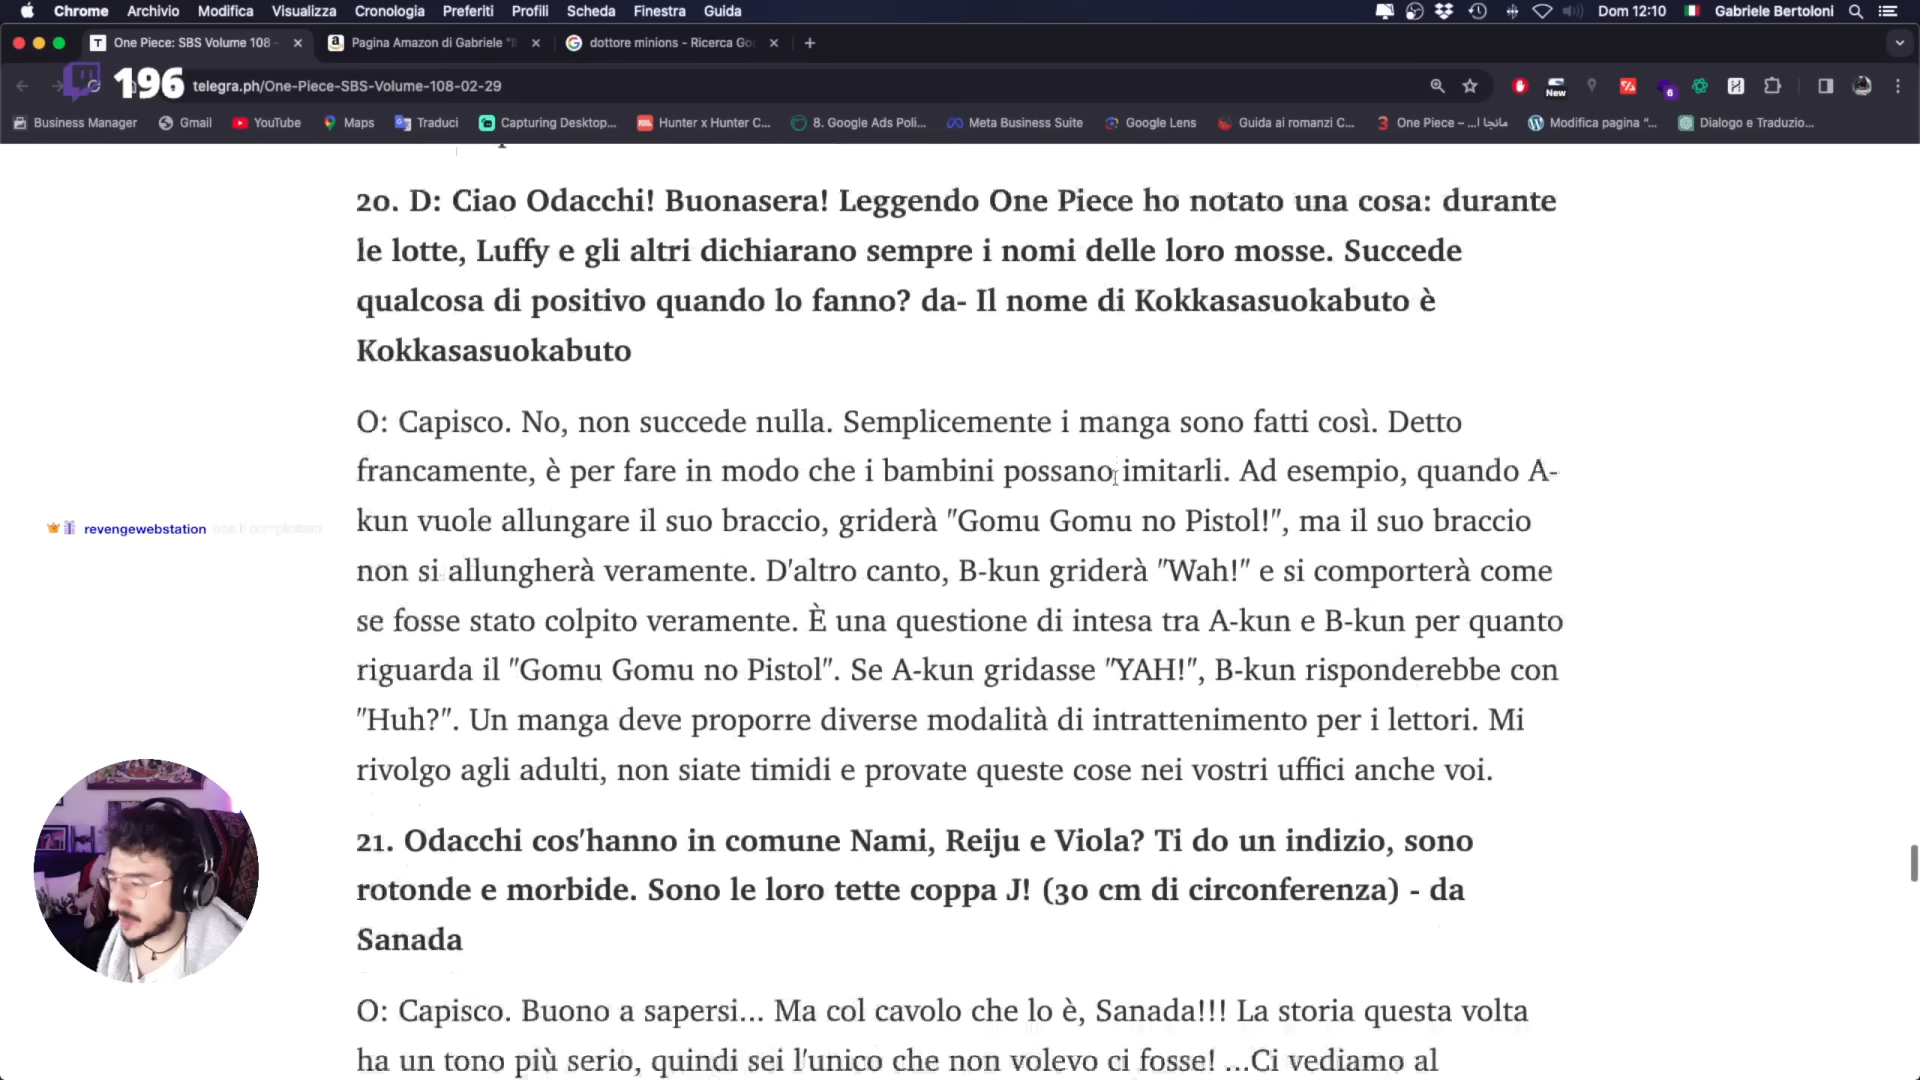 Chrome Archivio Modifica Visualizza Cronologia Preferiti Profili Scheda Finestra Guida Dom 12:10 Gabriele Bertoloni
One Piece: SBS Volume 108 - Pagina Amazon di Gabriele "Il dottore minions - Ricerca Goo
196 telegra.ph/One-Piece-SBS-Volume-108-02-29 New 6
Business Manager Gmail YouTube Maps Traduci Capturing Desktop... Hunter x Hunter C... 8. Google Ads Poli... Meta Business Suite Google Lens Guida ai romanzi C... One Piece – ...مانجا ا Modifica pagina “... Dialogo e Traduzio...
20. D: Ciao Odacchi! Buonasera! Leggendo One Piece ho notato una cosa: durante
le lotte, Luffy e gli altri dichiarano sempre i nomi delle loro mosse. Succede
qualcosa di positivo quando lo fanno? da- Il nome di Kokkasasuokabuto è
Kokkasasuokabuto
O: Capisco. No, non succede nulla. Semplicemente i manga sono fatti così. Detto
francamente, è per fare in modo che i bambini possano imitarli. Ad esempio, quando A-
kun vuole allungare il suo braccio, griderà "Gomu Gomu no Pistol!", ma il suo braccio
revengewebstation
non si allungherà veramente. D'altro canto, B-kun griderà "Wah!" e si comporterà come
se fosse stato colpito veramente. È una questione di intesa tra A-kun e B-kun per quanto
riguarda il "Gomu Gomu no Pistol". Se A-kun gridasse "YAH!", B-kun risponderebbe con
"Huh?". Un manga deve proporre diverse modalità di intrattenimento per i lettori. Mi
rivolgo agli adulti, non siate timidi e provate queste cose nei vostri uffici anche voi.
21. Odacchi cos'hanno in comune Nami, Reiju e Viola? Ti do un indizio, sono
rotonde e morbide. Sono le loro tette coppa J! (30 cm di circonferenza) - da
Sanada
O: Capisco. Buono a sapersi... Ma col cavolo che lo è, Sanada!!! La storia questa volta
ha un tono più serio, quindi sei l'unico che non volevo ci fosse! ...Ci vediamo al